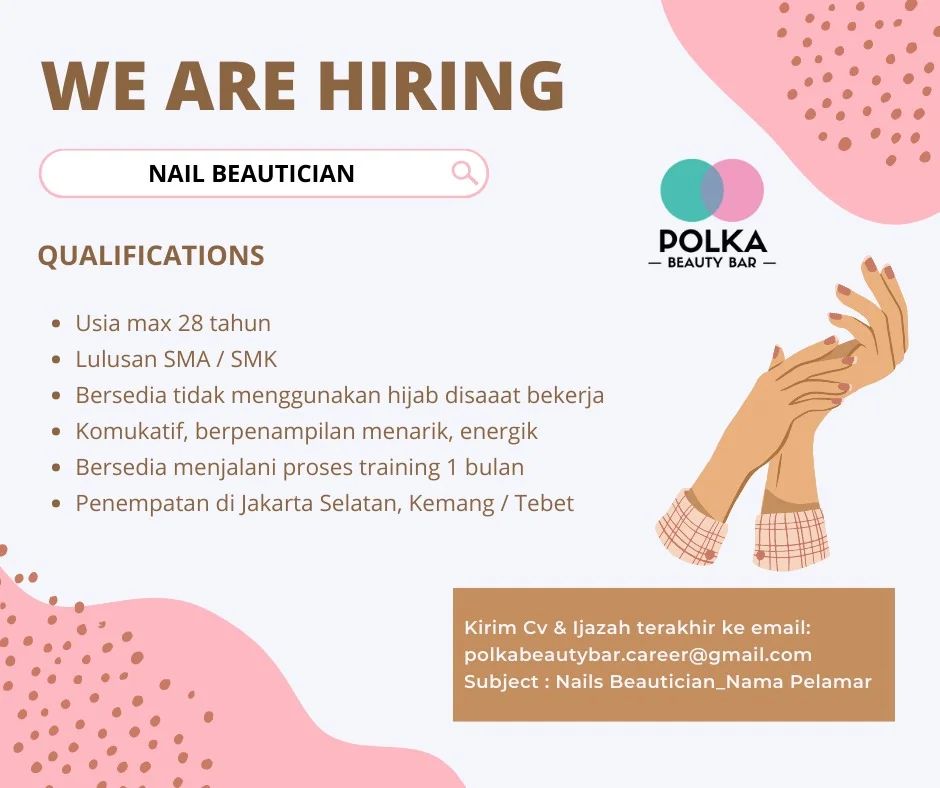 WE ARE HIRING
NAIL BEAUTICIAN
POLKA
BEAUTY BAR
QUALIFICATIONS
Usia max 28 tahun
Lulusan SMA / SMK
Bersedia tidak menggunakan hijab disaaat bekerja
Komukatif, berpenampilan menarik, energik
Bersedia menjalani proses training 1 bulan
Penempatan di Jakarta Selatan, Kemang / Tebet
Kirim Cv & Ijazah terakhir ke email:
polkabeautybar.career@gmail.com
Subject : Nails Beautician_Nama Pelamar